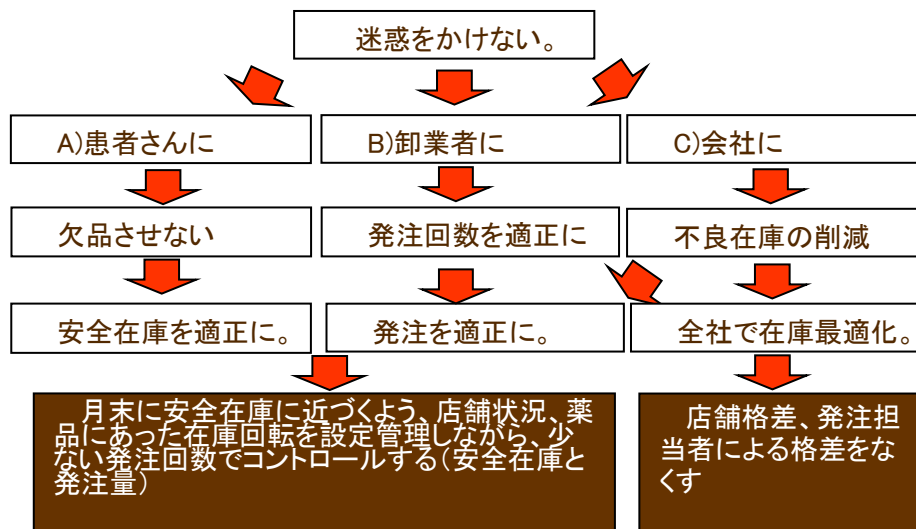 迷惑をかけない。
A)患者さんに
B)卸業者に
C)会社に
欠品させない
発注回数を適正に
不良在庫の削減
安全在庫を適正に。
発注を適正に。
全社で在庫最適化。
月末に安全在庫に近づくよう、店舗状況、薬
品にあった在庫回転を設定管理しながら、少
ない発注回数でコントロールする（安全在庫と
発注量）
店舗格差、発注担
当者による格差をな
くす